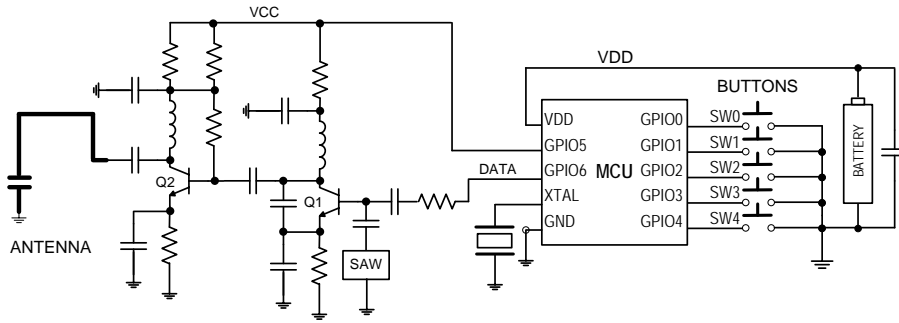 VCC
VDD
BUTTONS
VDD
GPIO0
SW0
GPIO5
GPIO1
SW1
DATA
GPIO6
MCU
GPIO2
SW2
XTAL
GPIO3
SW3
GND
GPIO4
SW4
BATTERY
Q2
Q1
ANTENNA
SAW